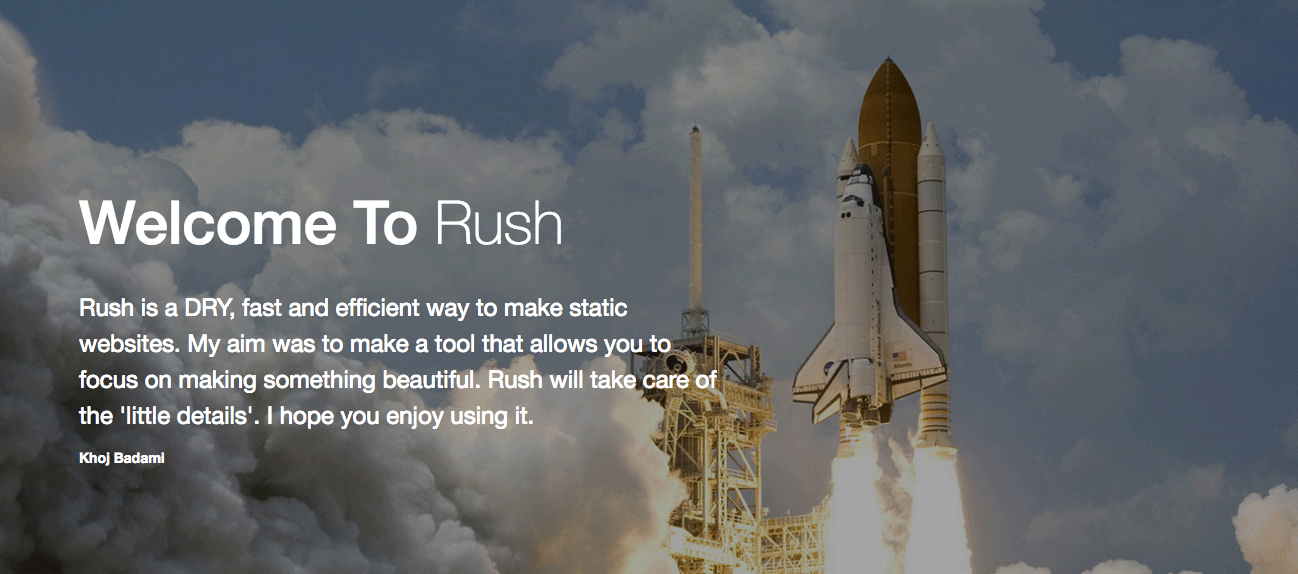 Welcome To Rush
Rush is a DRY, fast and efficient way to make static
websites. My aim was to make a tool that allows you to
focus on making something beautiful. Rush will take care of
the 'little details'. I hope you enjoy using it.
Khoj Badami
Atlantis